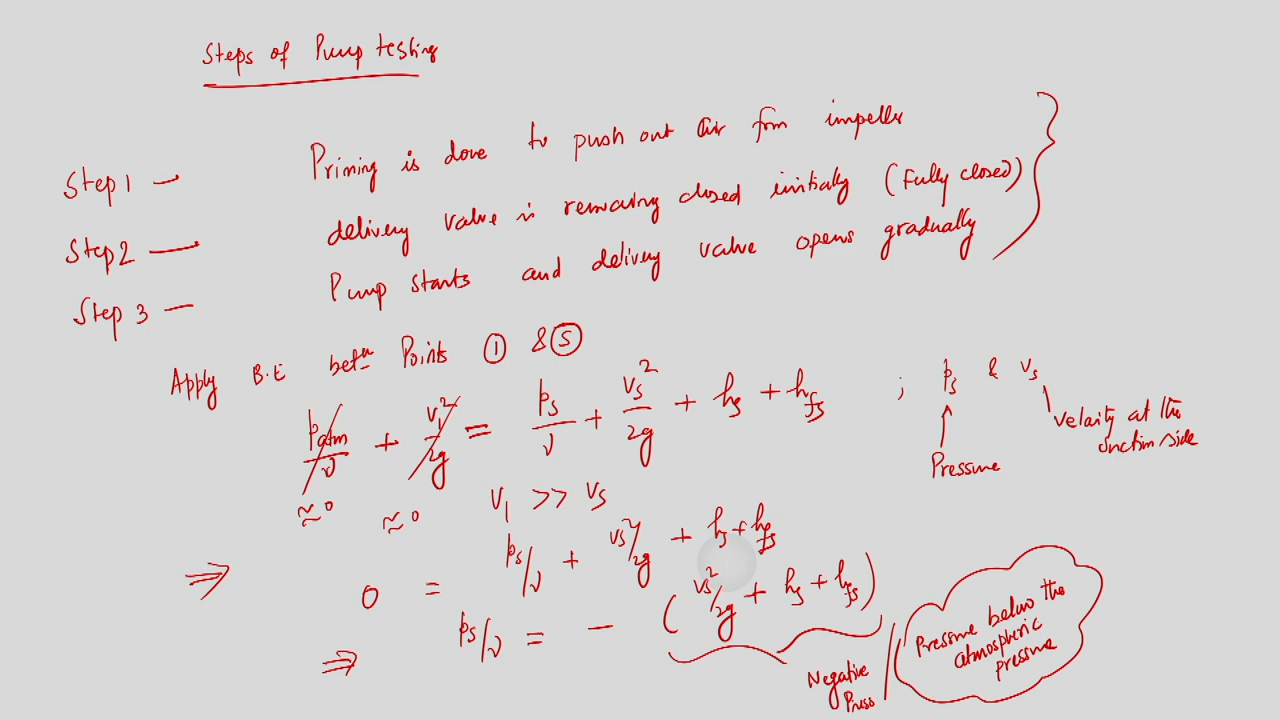 Steps of Pump testing
Step 1 - Priming is done to push out air from impeller
Step 2 - delivery valve is remaining closed initially (Fully closed)
Step 3 - Pump starts and delivery valve opens gradually
Apply B.E betn Points ① & ⑤
patm/ν + v₁²/2g = ps/ν + vs²/2g + hs + hfs ; ps & vs
≃0 ≃0 v₁ >> vs
Pressure
velocity at the
suction side
⇒ 0 = ps/ν + vs²/2g + hs + hfs
⇒ ps/ν = - (vs²/2g + hs + hfs)
Negative
Press
Pressure below the
atmospheric
pressure